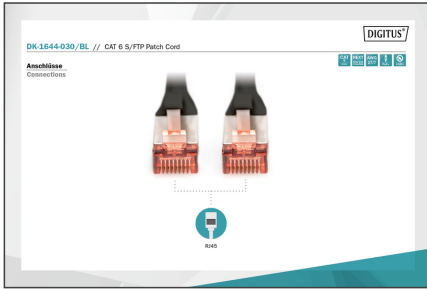 DIGITUS®
DK-1644-030/BL // CAT 6 S/FTP Patch Cord
Anschlüsse
Connections
RJ45